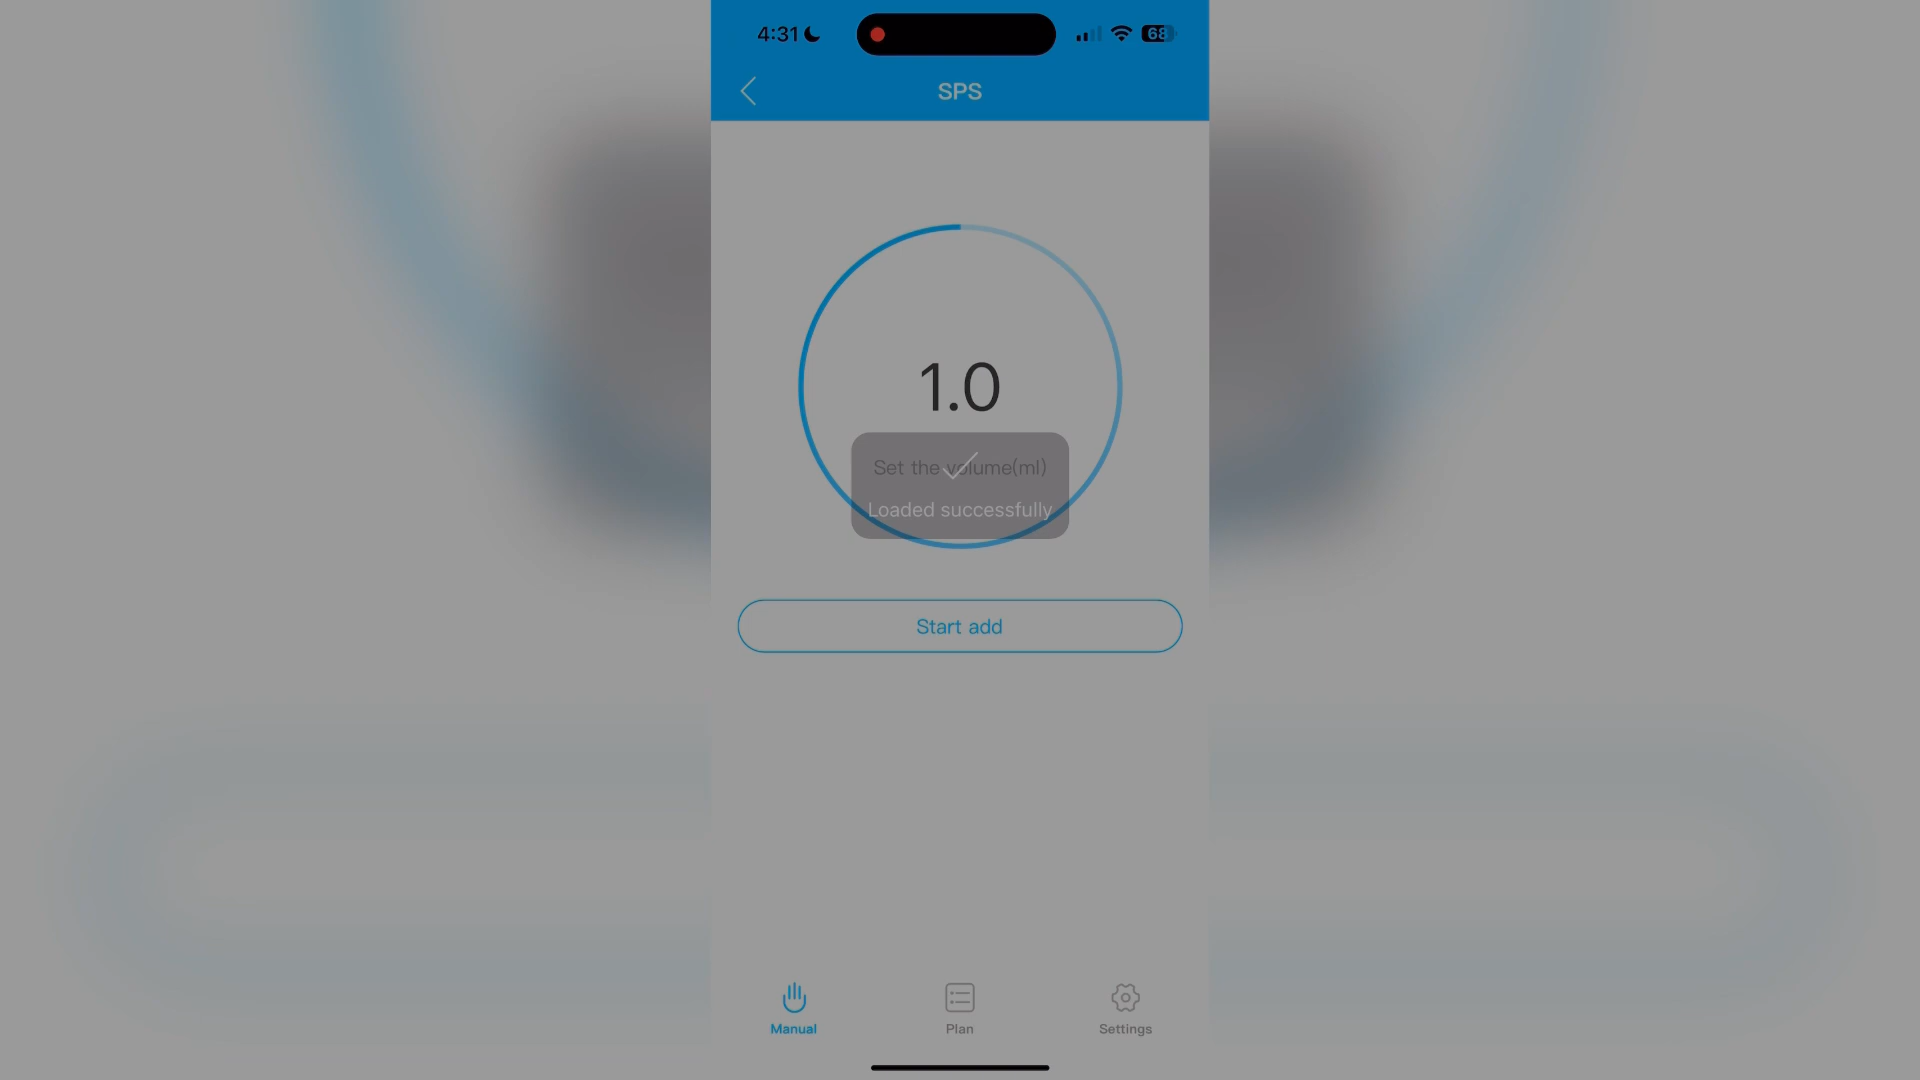 4:31
68
SPS
1.0
Set the volume(ml)
Loaded successfully
Start add
Manual
Plan
Settings